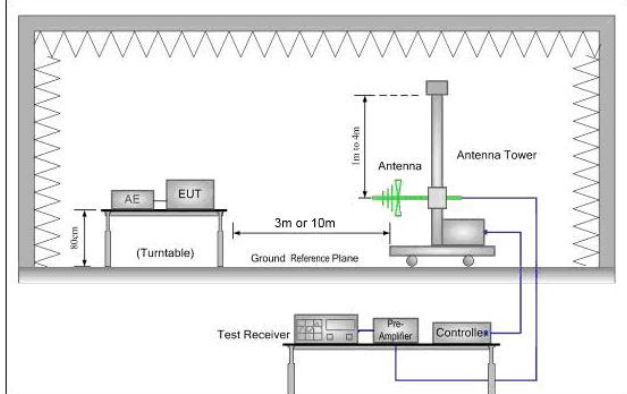 1m to 4m
Antenna
Antenna Tower
AE
EUT
80cm
(Turntable)
3m or 10m
Ground Reference Plane
Test Receiver
Pre-
Amplifier
Controller